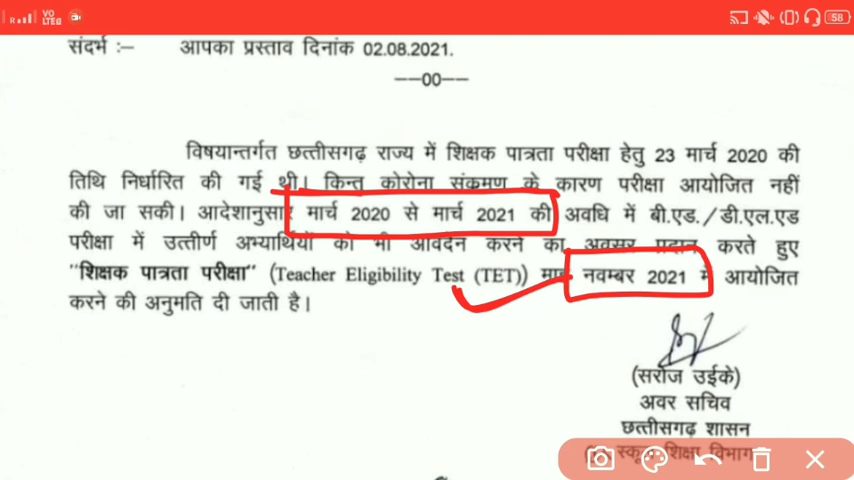 R VO LTEG 58
संदर्भ :– आपका प्रस्ताव दिनांक 02.08.2021.
––00––
विषयान्तर्गत छत्तीसगढ़ राज्य में शिक्षक पात्रता परीक्षा हेतु 23 मार्च 2020 की
तिथि निर्धारित की गई थी। किन्तु कोरोना संक्रमण के कारण परीक्षा आयोजित नहीं
की जा सकी। आदेशानुसार मार्च 2020 से मार्च 2021 की अवधि में बी.एड./डी.एल.एड
परीक्षा में उत्तीर्ण अभ्यार्थियों को भी आवेदन करने का अवसर प्रदान करते हुए
"शिक्षक पात्रता परीक्षा" (Teacher Eligibility Test (TET)) माह नवम्बर 2021 में आयोजित
करने की अनुमति दी जाती है।
(सरोज उईके)
अवर सचिव
छत्तीसगढ़ शासन
स्कूल शिक्षा विभाग